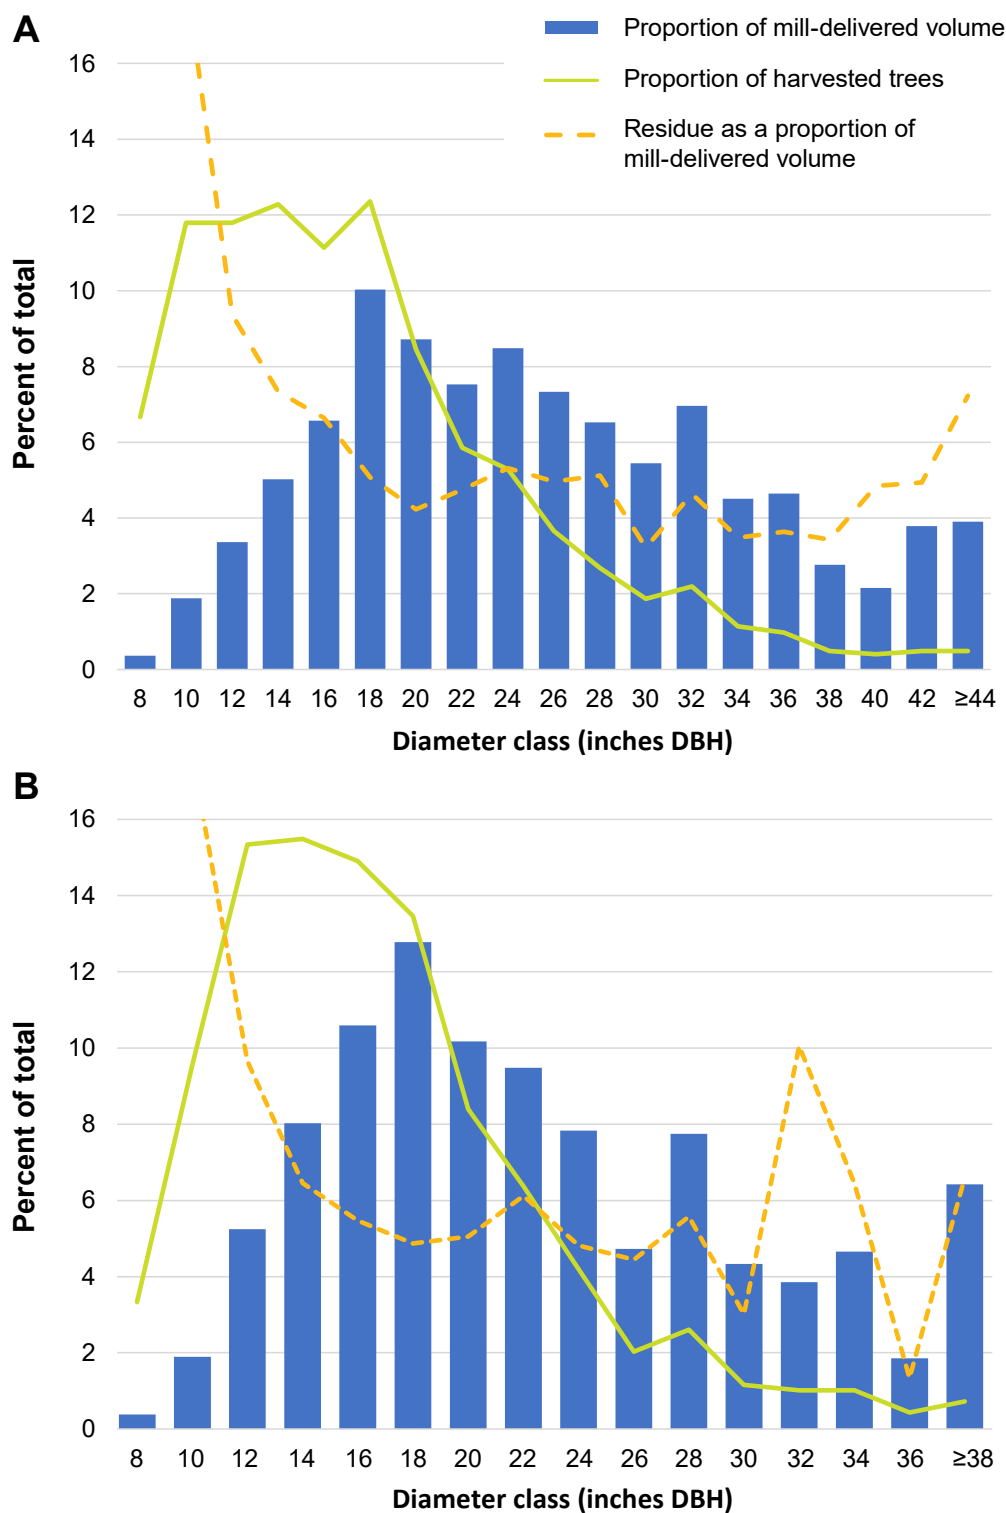 A
Proportion of mill-delivered volume
Proportion of harvested trees
Residue as a proportion of
mill-delivered volume
Percent of total
16
14
12
10
8
6
4
2
0
8 10 12 14 16 18 20 22 24 26 28 30 32 34 36 38 40 42 ≥44
Diameter class (inches DBH)
B
Percent of total
16
14
12
10
8
6
4
2
0
8 10 12 14 16 18 20 22 24 26 28 30 32 34 36 ≥38
Diameter class (inches DBH)